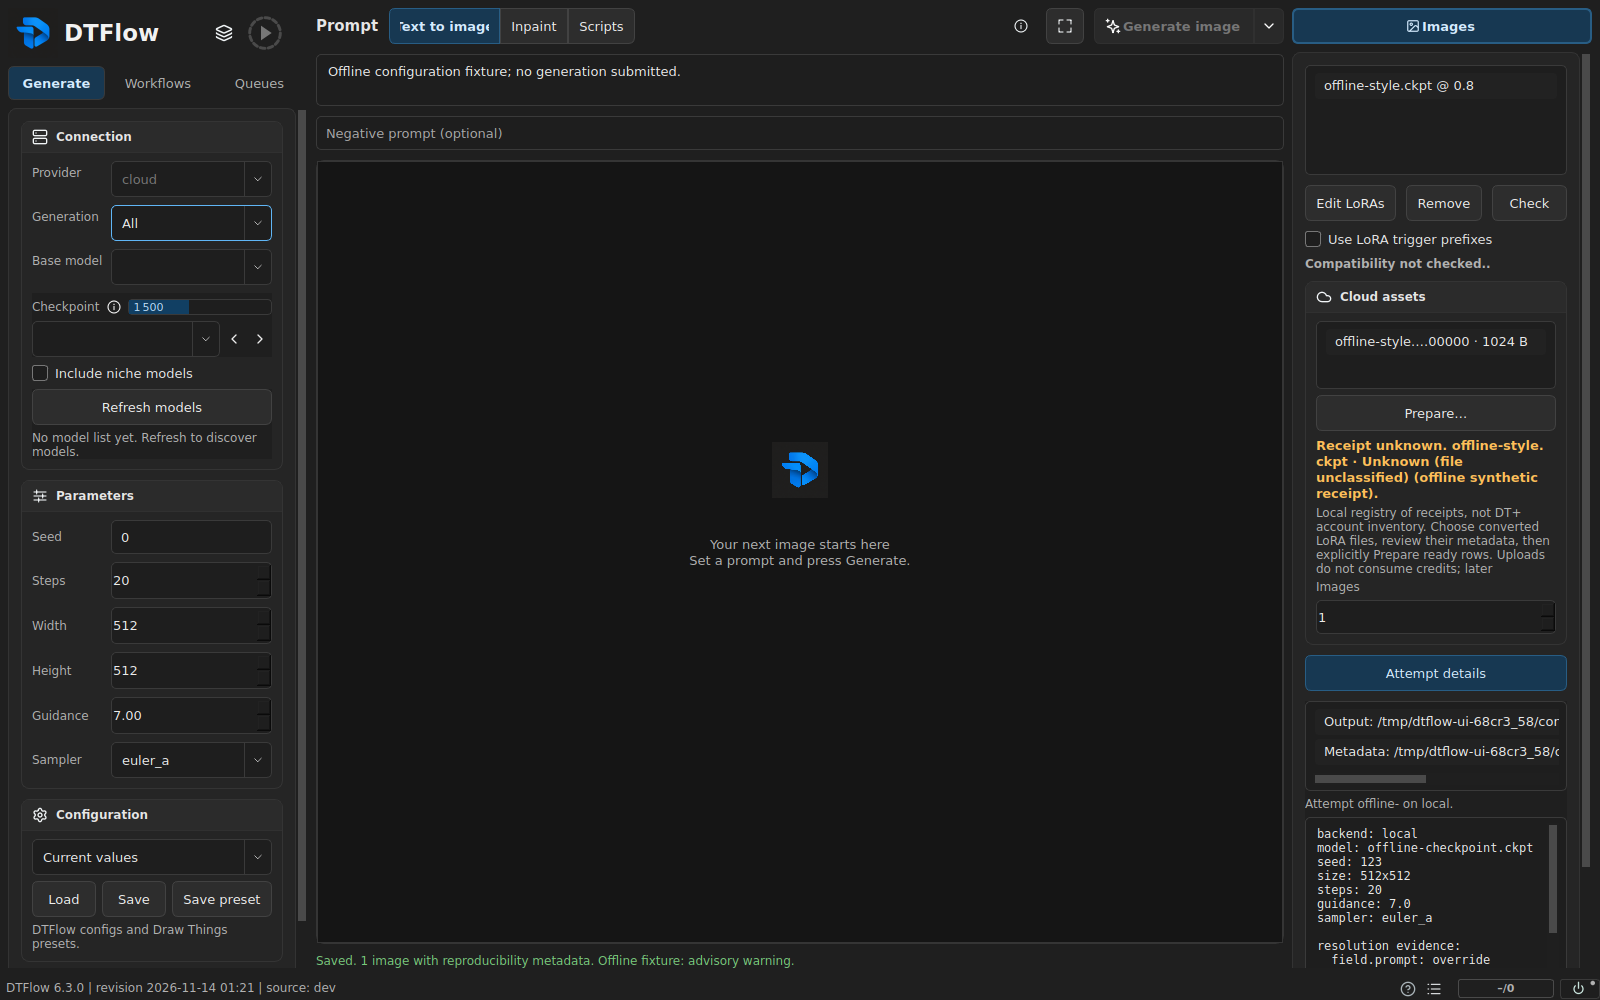 DTFlow
Generate
Workflows
Queues
Connection
Provider
cloud
Generation
All
Base model
Checkpoint
1 500
Include niche models
Refresh models
No model list yet. Refresh to discover
models.
Parameters
Seed
0
Steps
20
Width
512
Height
512
Guidance
7.00
Sampler
euler_a
Configuration
Current values
Load
Save
Save preset
DTFlow configs and Draw Things
presets.
Prompt
Text to image
Inpaint
Scripts
Generate image
Offline configuration fixture; no generation submitted.
Negative prompt (optional)
Your next image starts here
Set a prompt and press Generate.
Saved. 1 image with reproducibility metadata. Offline fixture: advisory warning.
Images
offline-style.ckpt @ 0.8
Edit LoRAs
Remove
Check
Use LoRA trigger prefixes
Compatibility not checked..
Cloud assets
offline-style....00000 · 1024 B
Prepare...
Receipt unknown. offline-style.
ckpt · Unknown (file
unclassified) (offline synthetic
receipt).
Local registry of receipts, not DT+
account inventory. Choose converted
LoRA files, review their metadata, then
explicitly Prepare ready rows. Uploads
do not consume credits; later
Images
1
Attempt details
Output: /tmp/dtflow-ui-68cr3_58/cor
Metadata: /tmp/dtflow-ui-68cr3_58/c
Attempt offline- on local.
backend: local
model: offline-checkpoint.ckpt
seed: 123
size: 512x512
steps: 20
guidance: 7.0
sampler: euler_a
resolution evidence:
field.prompt: override
DTFlow 6.3.0 | revision 2026-11-14 01:21 | source: dev
-/0